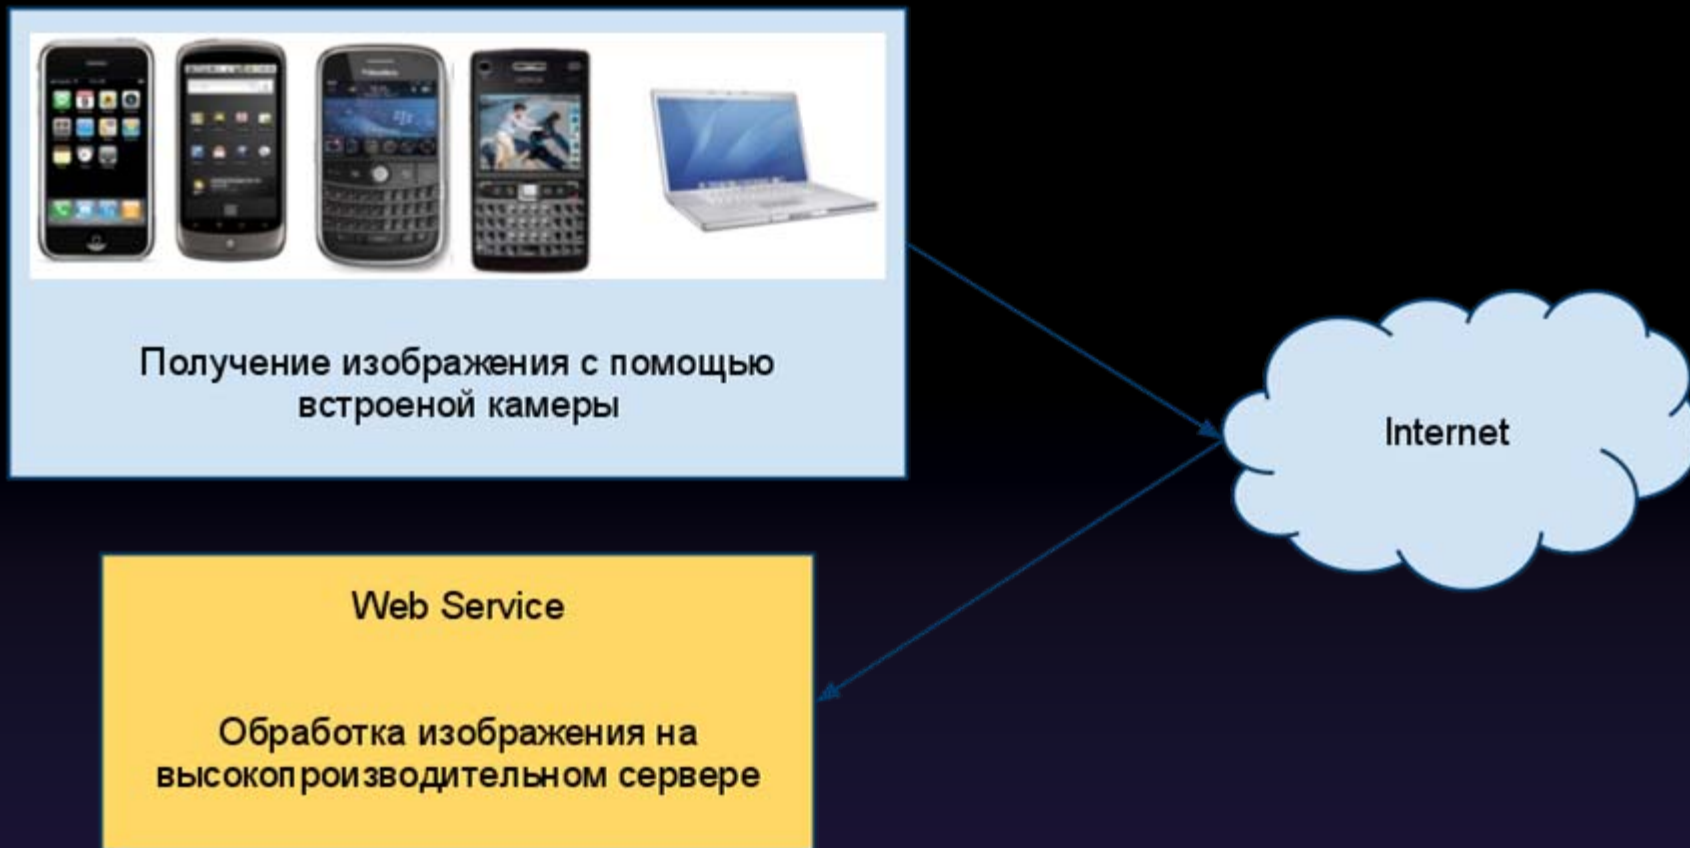 Получение изображения с помощью
встроеной камеры
Internet
Web Service
Обработка изображения на
высокопроизводительном сервере